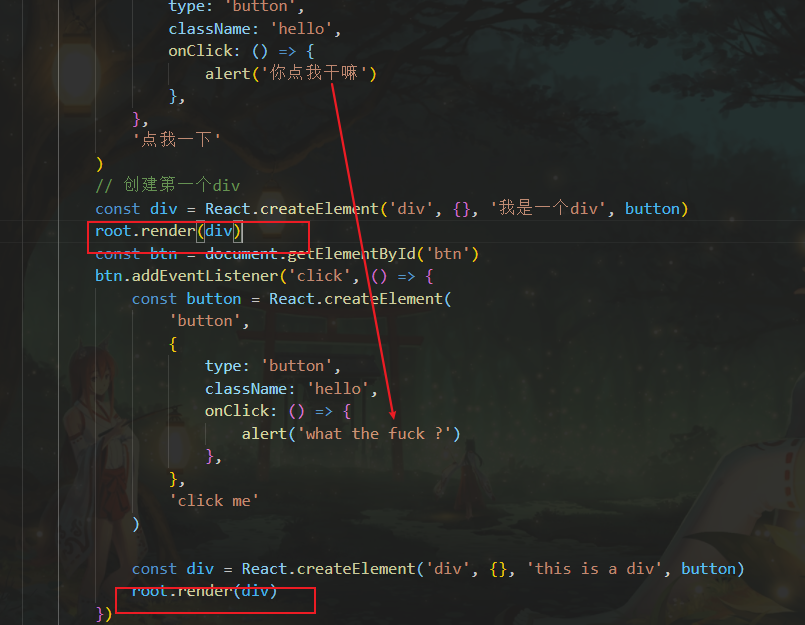 type: 'button',
className: 'hello',
onClick: () => {
alert('你点我干嘛')
},
},
'点我一下'
)
// 创建第一个div
const div = React.createElement('div', {}, '我是一个div', button)
root.render(div)
const btn = document.getElementById('btn')
btn.addEventListener('click', () => {
const button = React.createElement(
'button',
{
type: 'button',
className: 'hello',
onClick: () => {
alert('what the fuck ?')
},
},
'click me'
)
const div = React.createElement('div', {}, 'this is a div', button)
root.render(div)
})